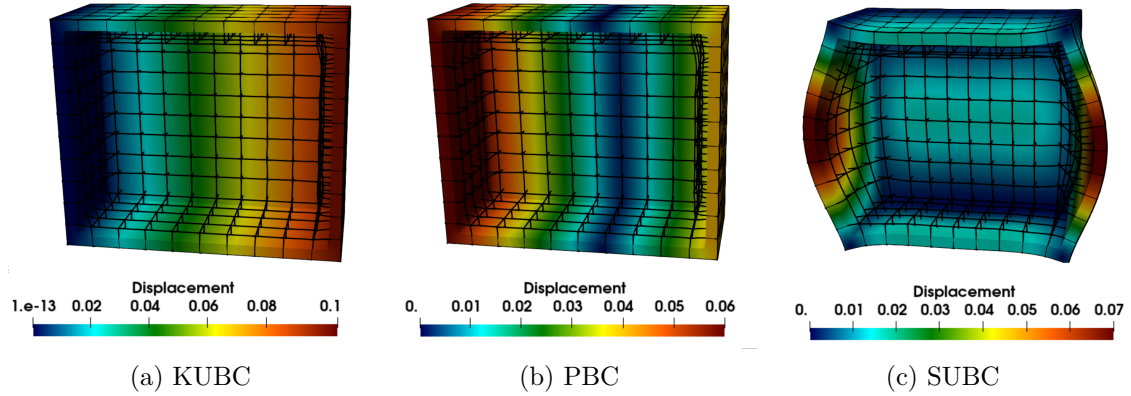 Displacement
1.e-13 0.02 0.04 0.06 0.08 0.1
(a) KUBC
Displacement
0. 0.01 0.02 0.03 0.04 0.05 0.06
(b) PBC
Displacement
0. 0.01 0.02 0.03 0.04 0.05 0.06 0.07
(c) SUBC